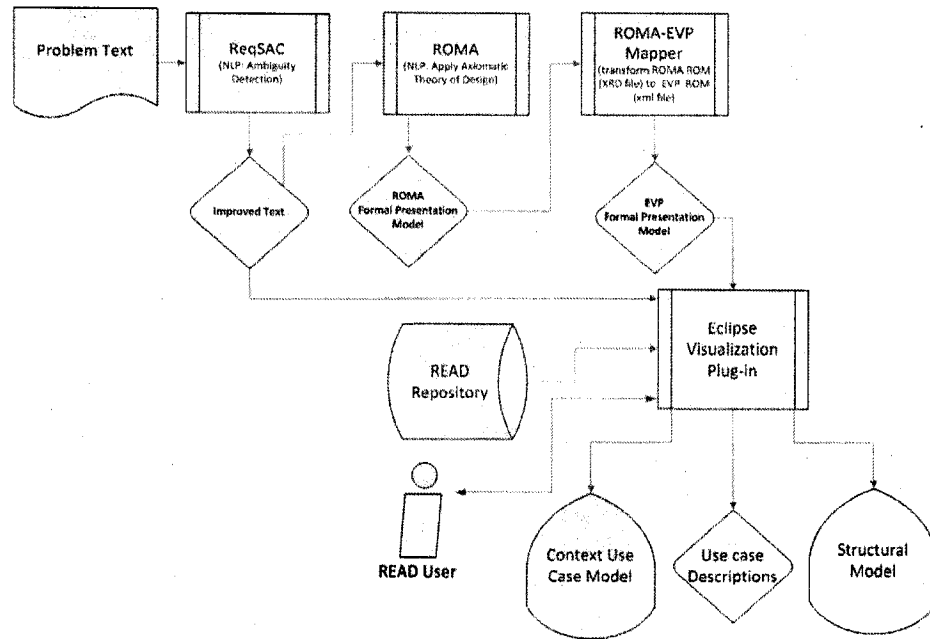 Problem Text
ReqSAC
(NLP: Ambiguity
Detection)
ROMA
(NLP: Apply Axiomatic
Theory of Design)
ROMA-EVP
Mapper
(transform ROMA ROM
(XRD file) to EVP ROM
(xml file)
Improved Text
ROMA
Formal Presentation
Model
EVP
Formal Presentation
Model
READ
Repository
Eclipse
Visualization
Plug-in
READ User
Context Use
Case Model
Use case
Descriptions
Structural
Model